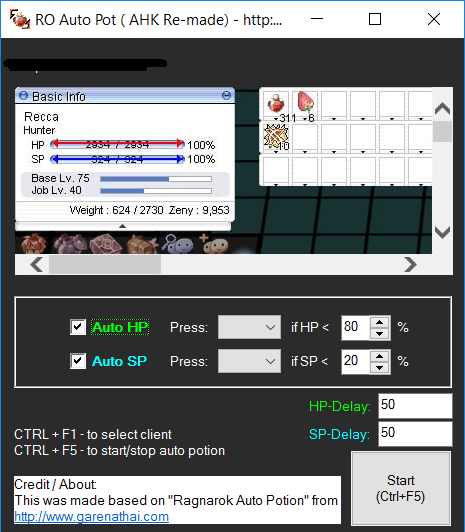 RO Auto Pot ( AHK Re-made) - http:...
Basic Info
Recca
Hunter
HP 2934 / 2934 100%
SP 324 / 324 100%
Base Lv. 75
Job Lv. 40
Weight : 624 / 2730 Zeny : 9,953
311 6
10
Auto HP Press: if HP < 80 %
Auto SP Press: if SP < 20 %
HP-Delay: 50
SP-Delay: 50
CTRL + F1 - to select client
CTRL + F5 - to start/stop auto potion
Credit / About:
This was made based on "Ragnarok Auto Potion" from
http://www.garenathai.com
Start
(Ctrl+F5)